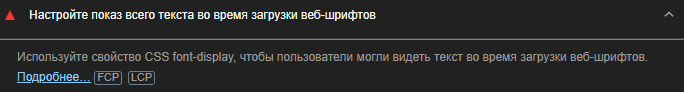 Настройте показ всего текста во время загрузки веб-шрифтов
Используйте свойство CSS font-display, чтобы пользователи могли видеть текст во время загрузки веб-шрифтов.
Подробнее... FCP LCP